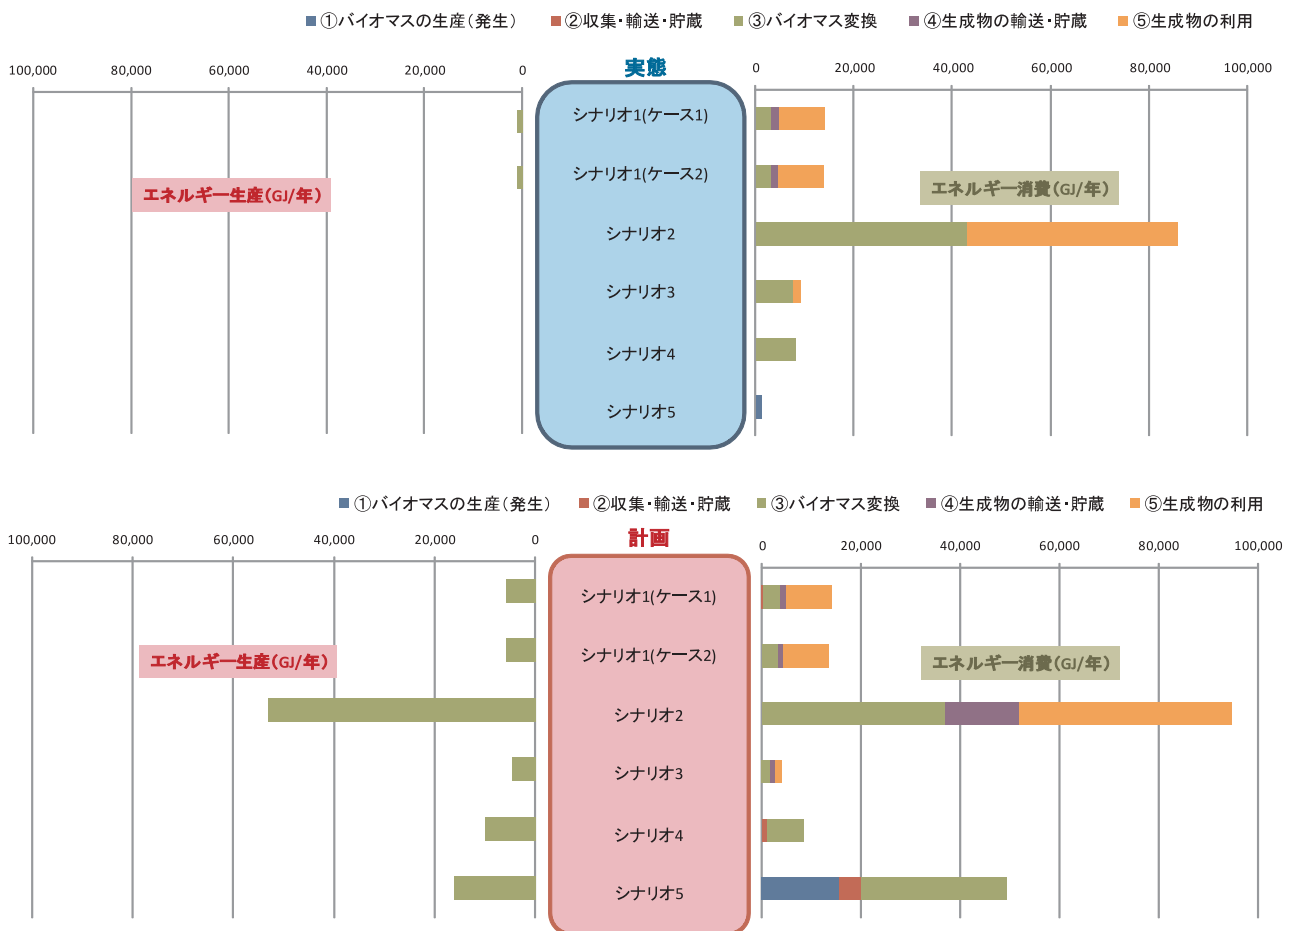 ①バイオマスの生産(発生) ②収集・輸送・貯蔵 ③バイオマス変換 ④生成物の輸送・貯蔵 ⑤生成物の利用
実態
100,000 80,000 60,000 40,000 20,000 0
0 20,000 40,000 60,000 80,000 100,000
シナリオ1(ケース1)
シナリオ1(ケース2)
エネルギー生産(GJ/年)
エネルギー消費(GJ/年)
シナリオ2
シナリオ3
シナリオ4
シナリオ5
①バイオマスの生産(発生) ②収集・輸送・貯蔵 ③バイオマス変換 ④生成物の輸送・貯蔵 ⑤生成物の利用
計画
100,000 80,000 60,000 40,000 20,000 0
0 20,000 40,000 60,000 80,000 100,000
シナリオ1(ケース1)
シナリオ1(ケース2)
エネルギー生産(GJ/年)
エネルギー消費(GJ/年)
シナリオ2
シナリオ3
シナリオ4
シナリオ5